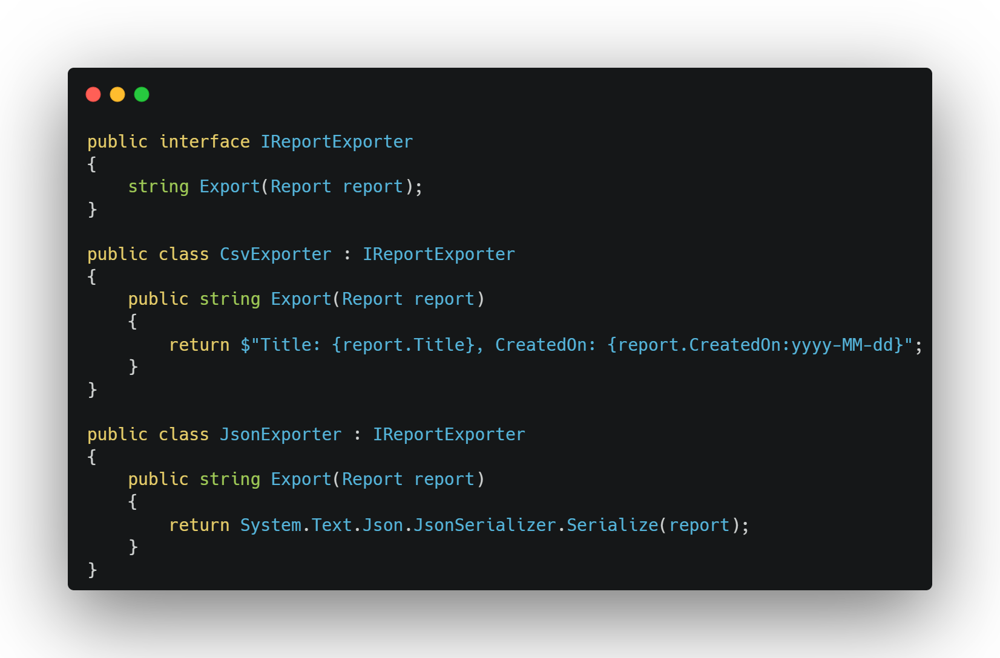 public interface IReportExporter
{
    string Export(Report report);
}

public class CsvExporter : IReportExporter
{
    public string Export(Report report)
    {
        return $"Title: {report.Title}, CreatedOn: {report.CreatedOn:yyyy-MM-dd}";
    }
}

public class JsonExporter : IReportExporter
{
    public string Export(Report report)
    {
        return System.Text.Json.JsonSerializer.Serialize(report);
    }
}